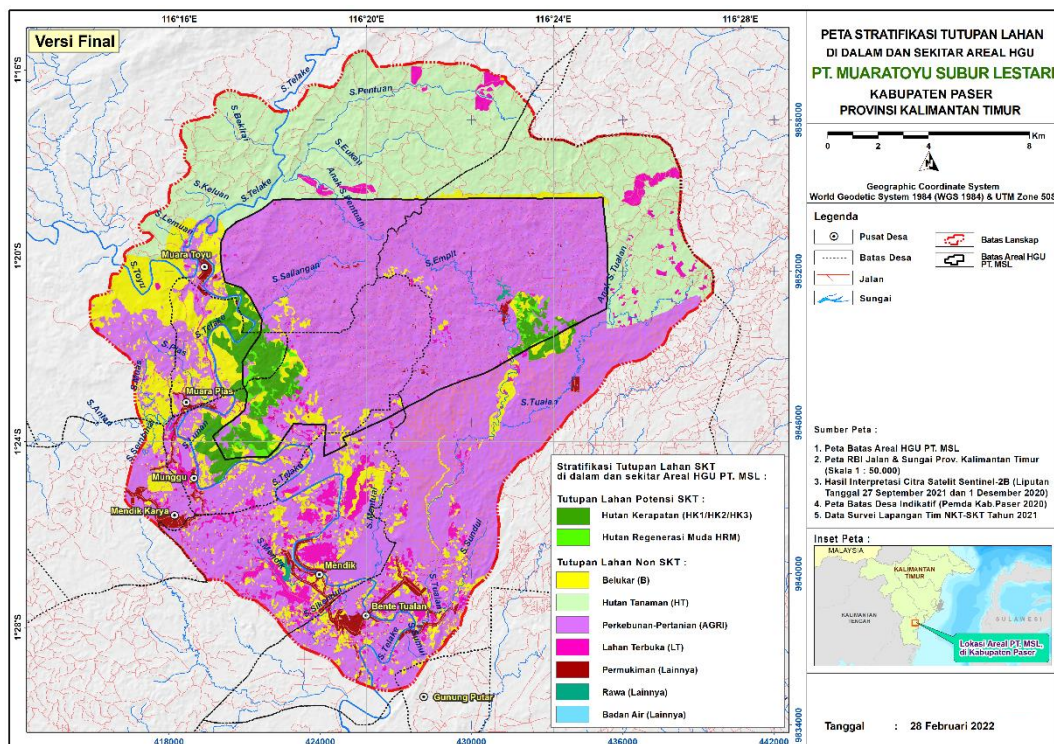 Versi Final
116°16'E
116°20'E
116°24'E
116°28'E
1°16'S
1°20'S
1°24'S
1°28'S
9858000
9852000
9846000
9840000
9834000
418000
424000
430000
436000
442000
S.Telake
S.Pentuan
S.Bakirai
S.Eukali
S.Keluan
S.Telake
Anak S.Pentuan
S.Lemuan
Muara Toyu
S.Toyu
S.Sailangan
S.Empit
Anak S.Tualan
S.Telake
S.Pias
Muara Pias
S.Tualan
S.Telake
Munggu
Mendik Karya
Mendik
Bente Tualan
S.Tualan
S.Telake
Gunung Putar
Stratifikasi Tutupan Lahan SKT
di dalam dan sekitar Areal HGU PT. MSL :
Tutupan Lahan Potensi SKT :
Hutan Kerapatan (HK1/HK2/HK3)
Hutan Regenerasi Muda HRM)
Tutupan Lahan Non SKT :
Belukar (B)
Hutan Tanaman (HT)
Perkebunan-Pertanian (AGRI)
Lahan Terbuka (LT)
Permukiman (Lainnya)
Rawa (Lainnya)
Badan Air (Lainnya)
PETA STRATIFIKASI TUTUPAN LAHAN
DI DALAM DAN SEKITAR AREAL HGU
PT. MUARATOYU SUBUR LESTARI
KABUPATEN PASER
PROVINSI KALIMANTAN TIMUR
Km
0 2 4 8
Geographic Coordinate System
World Geodetic System 1984 (WGS 1984) & UTM Zone 50S
Legenda
Pusat Desa
Batas Desa
Jalan
Sungai
Batas Lanskap
Batas Areal HGU
PT. MSL
Sumber Peta :
1. Peta Batas Areal HGU PT. MSL
2. Peta RBI Jalan & Sungai Prov. Kalimantan Timur
(Skala 1 : 50.000)
3. Hasil Interpretasi Citra Satelit Sentinel-2B (Liputan
Tanggal 27 September 2021 dan 1 Desember 2020)
4. Peta Batas Desa Indikatif (Pemda Kab.Paser 2020)
5. Data Survei Lapangan Tim NKT-SKT Tahun 2021
Inset Peta :
MALAYSIA
KALIMANTAN
TIMUR
KALIMANTAN
TENGAH
SULAWESI
Lokasi Areal PT. MSL,
di Kabupaten Paser
Tanggal : 28 Februari 2022